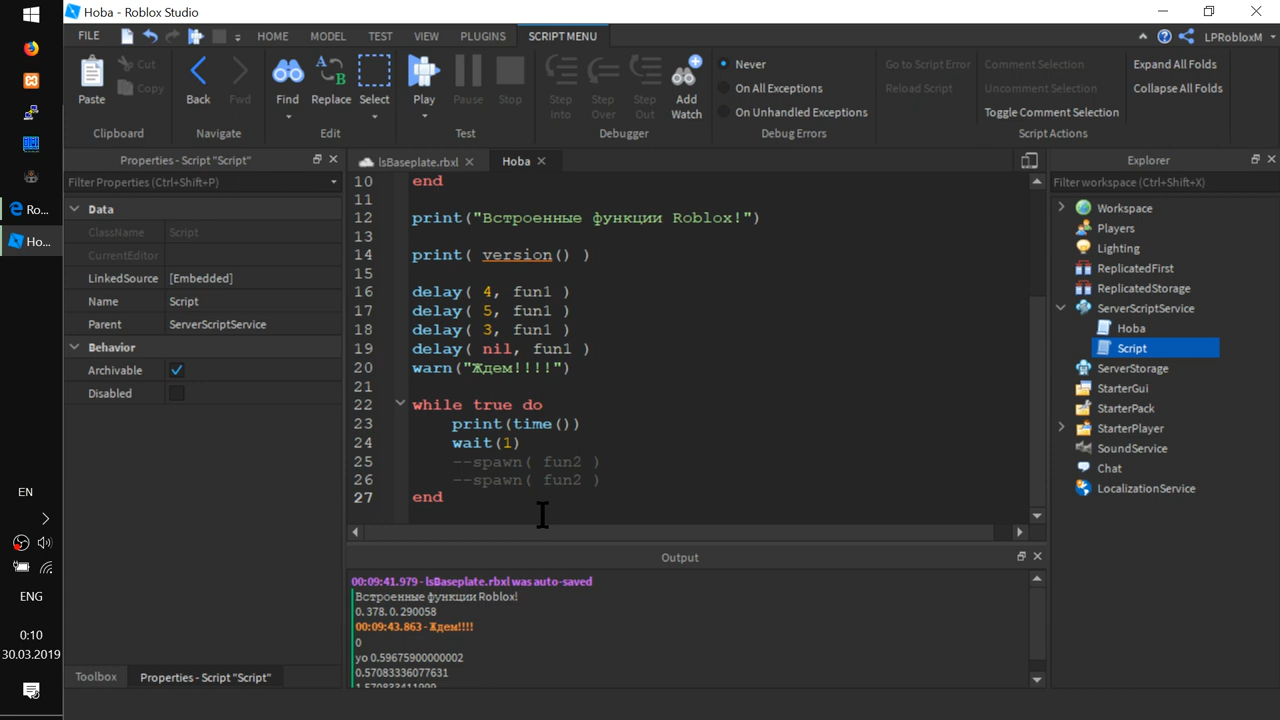 Hoba - Roblox Studio
FILE
HOME
MODEL
TEST
VIEW
PLUGINS
SCRIPT MENU
LPRobloxM
Paste
Cut
Copy
Clipboard
Back
Fwd
Navigate
Find
Replace
Select
Edit
Play
Pause
Stop
Test
Step Into
Step Over
Step Out
Add Watch
Debugger
Never
On All Exceptions
On Unhandled Exceptions
Debug Errors
Go to Script Error
Reload Script
Comment Selection
Uncomment Selection
Toggle Comment Selection
Expand All Folds
Collapse All Folds
Script Actions
Ro...
Ho...
EN
ENG
0:10
30.03.2019
Properties - Script "Script"
Filter Properties (Ctrl+Shift+P)
Data
ClassName Script
CurrentEditor
LinkedSource [Embedded]
Name Script
Parent ServerScriptService
Behavior
Archivable
Disabled
Toolbox
Properties - Script "Script"
lsBaseplate.rbxl
Hoba
10 end
11
12 print("Встроенные функции Roblox!")
13
14 print( version() )
15
16 delay( 4, fun1 )
17 delay( 5, fun1 )
18 delay( 3, fun1 )
19 delay( nil, fun1 )
20 warn("Ждем!!!!")
21
22 while true do
23 print(time())
24 wait(1)
25 --spawn( fun2 )
26 --spawn( fun2 )
27 end
Output
00:09:41.979 - lsBaseplate.rbxl was auto-saved
Встроенные функции Roblox!
0. 378. 0. 290058
00:09:43.863 - Ждем!!!!
0
yo 0.59675900000002
0.57083336077631
1.570833411999
Explorer
Filter workspace (Ctrl+Shift+X)
Workspace
Players
Lighting
ReplicatedFirst
ReplicatedStorage
ServerScriptService
Hoba
Script
ServerStorage
StarterGui
StarterPack
StarterPlayer
SoundService
Chat
LocalizationService